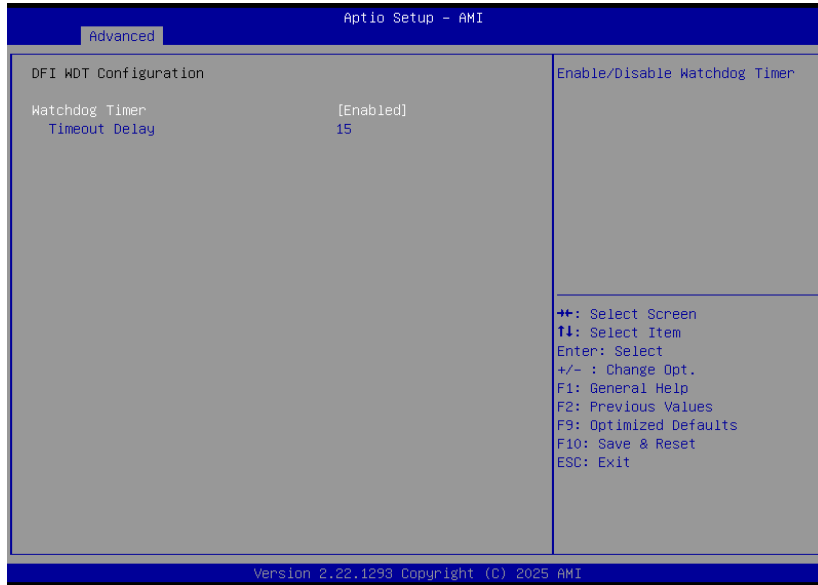 Aptio Setup – AMI
Advanced
DFI WDT Configuration
Watchdog Timer [Enabled]
Timeout Delay 15
Enable/Disable Watchdog Timer
→←: Select Screen
↑↓: Select Item
Enter: Select
+/- : Change Opt.
F1: General Help
F2: Previous Values
F9: Optimized Defaults
F10: Save & Reset
ESC: Exit
Version 2.22.1293 Copyright (C) 2025 AMI